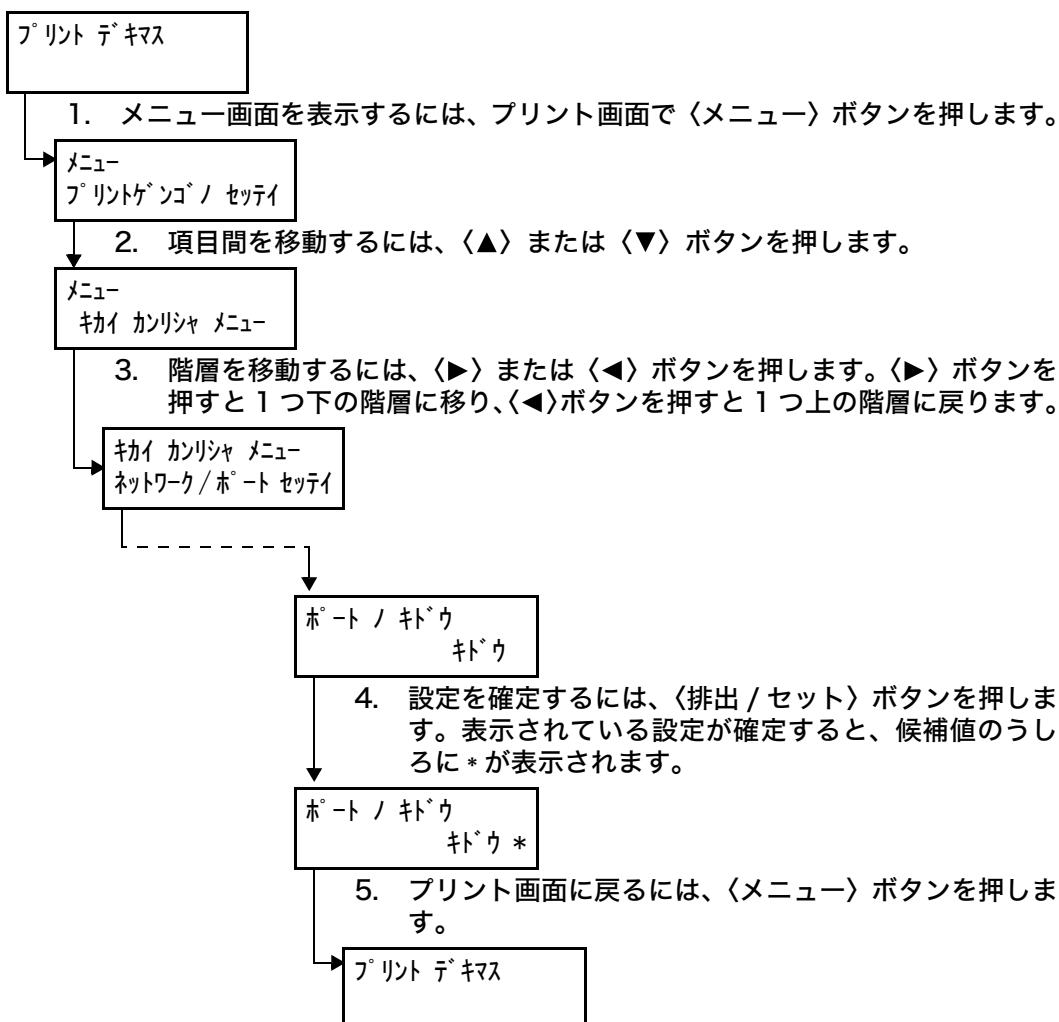 ﾌﾟﾘﾝﾄ ﾃﾞｷﾏｽ
1. メニュー画面を表示するには、プリント画面で〈メニュー〉ボタンを押します。
ﾒﾆｭｰ
ﾌﾟﾘﾝﾄｹﾞﾝｺﾞﾉ ｾｯﾃｲ
2. 項目間を移動するには、〈▲〉または〈▼〉ボタンを押します。
ﾒﾆｭｰ
ｷｶｲ ｶﾝﾘｼｬ ﾒﾆｭｰ
3. 階層を移動するには、〈▶〉または〈◀〉ボタンを押します。〈▶〉ボタンを
押すと 1 つ下の階層に移り、〈◀〉ボタンを押すと 1 つ上の階層に戻ります。
ｷｶｲ ｶﾝﾘｼｬ ﾒﾆｭｰ
ﾈｯﾄﾜｰｸ / ﾎﾟｰﾄ ｾｯﾃｲ
ﾎﾟｰﾄ ﾉ ｷﾄﾞｳ
ｷﾄﾞｳ
4. 設定を確定するには、〈排出 / セット〉ボタンを押しま
す。表示されている設定が確定すると、候補値のうし
ろに * が表示されます。
ﾎﾟｰﾄ ﾉ ｷﾄﾞｳ
ｷﾄﾞｳ *
5. プリント画面に戻るには、〈メニュー〉ボタンを押しま
す。
ﾌﾟﾘﾝﾄ ﾃﾞｷﾏｽ